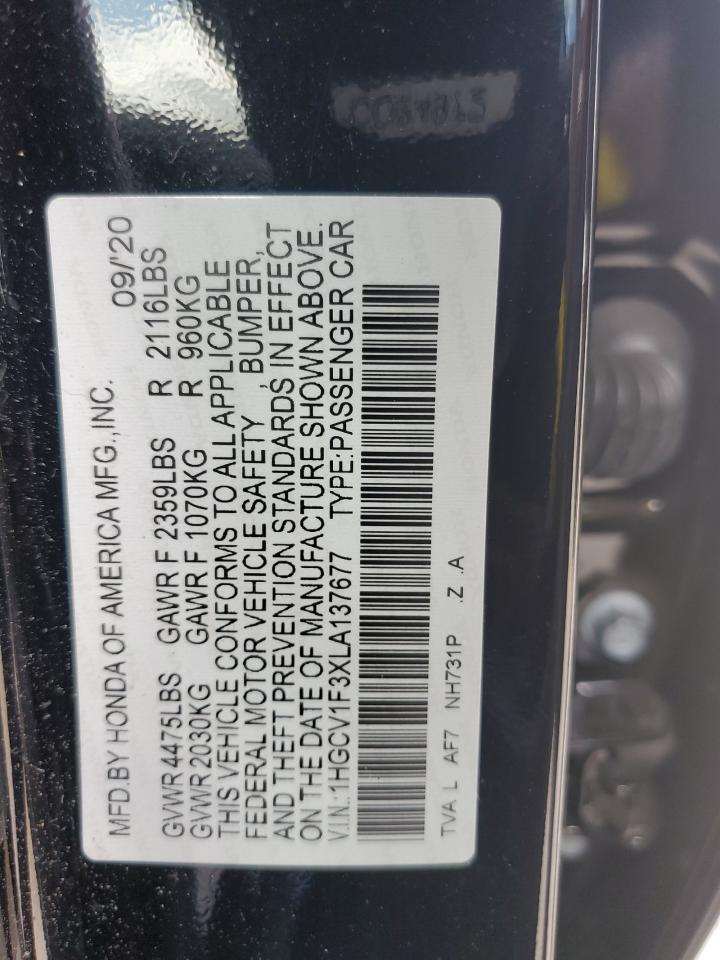 MFD.BY HONDA OF AMERICA MFG.,INC. 09/'20
GVWR 4475LBS GAWR F 2359LBS R 2116LBS
GVWR 2030KG GAWR F 1070KG R 960KG
THIS VEHICLE CONFORMS TO ALL APPLICABLE
FEDERAL MOTOR VEHICLE SAFETY, BUMPER,
AND THEFT PREVENTION STANDARDS IN EFFECT
ON THE DATE OF MANUFACTURE SHOWN ABOVE.
V.I.N.:1HGCV1F3XLA137677 TYPE:PASSENGER CAR
TVA L AF7 NH731P .Z .A